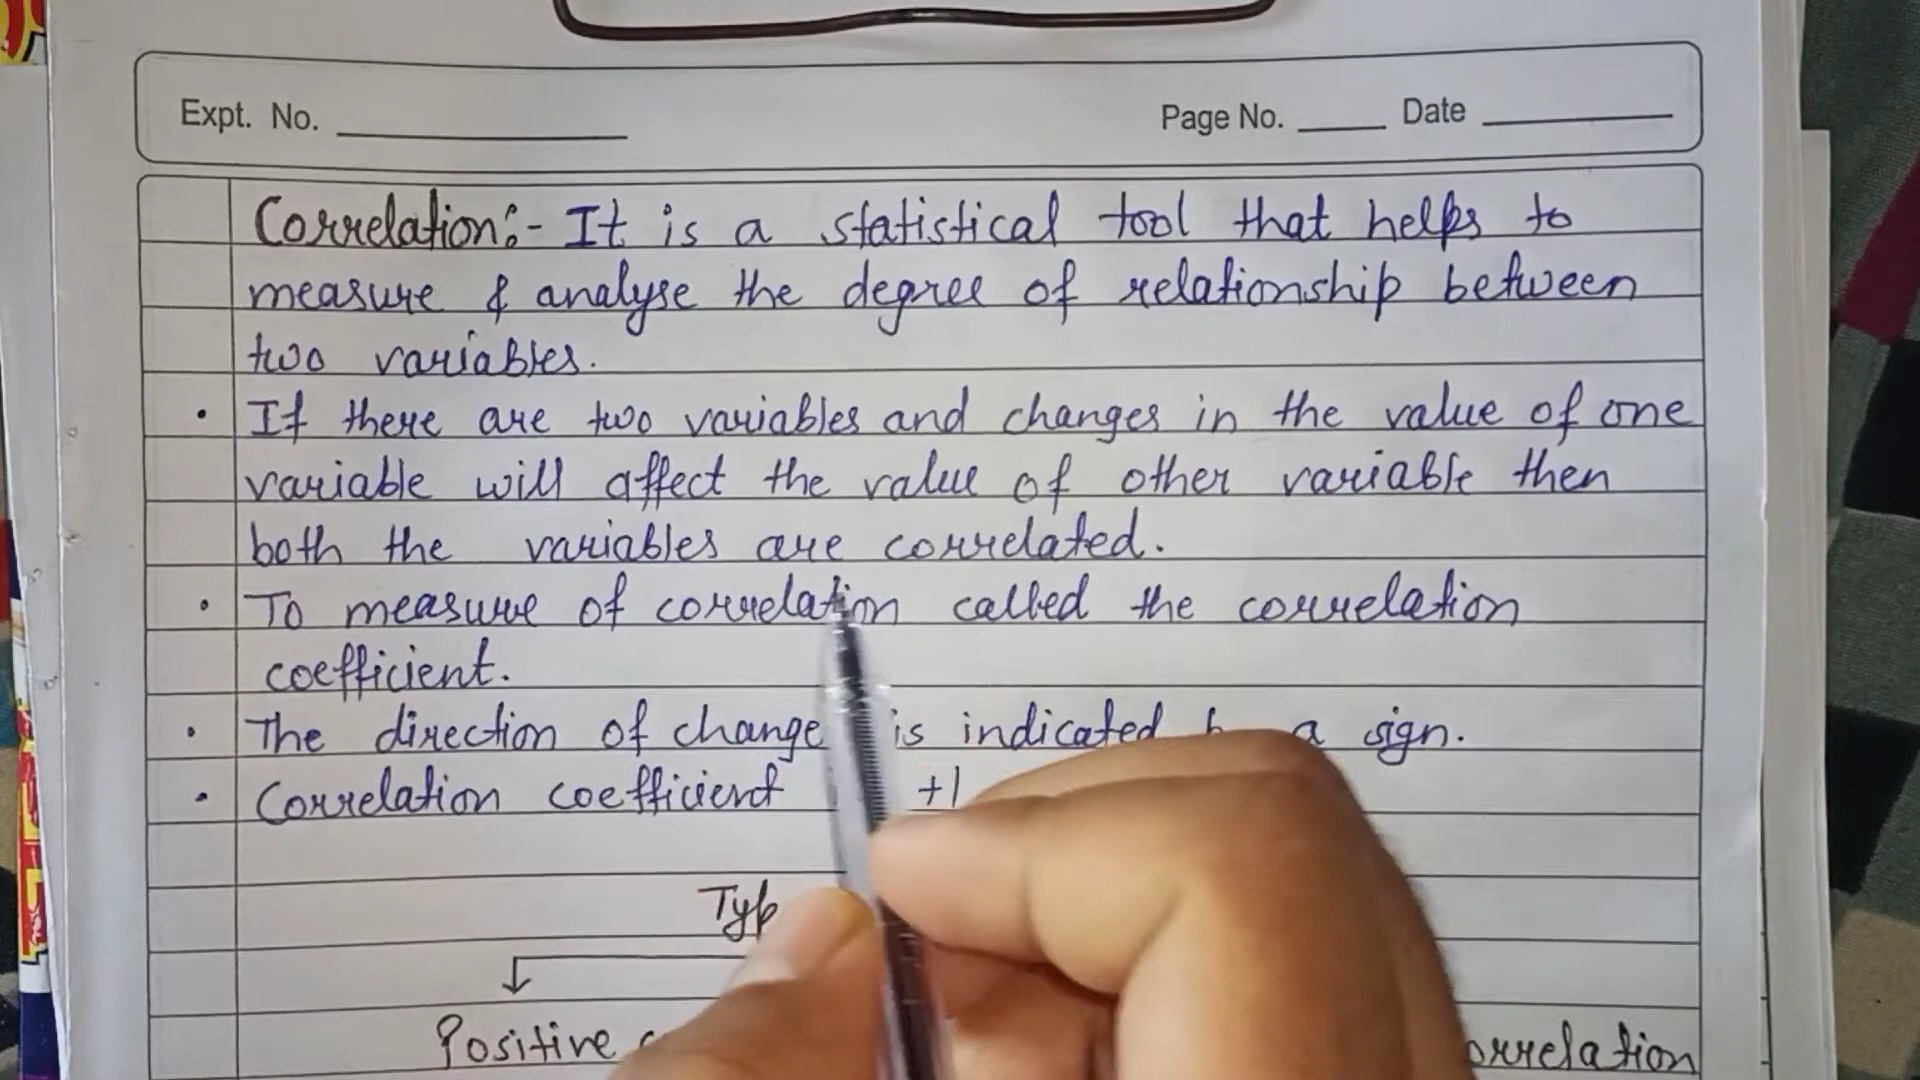 Expt. No.
Page No. Date
Correlation:- It is a statistical tool that helps to
measure & analyse the degree of relationship between
two variables.
• If there are two variables and changes in the value of one
variable will affect the value of other variable then
both the variables are correlated.
• To measure of correlation called the correlation
coefficient.
• The direction of change is indicated a sign.
• Correlation coefficient +1
Positive